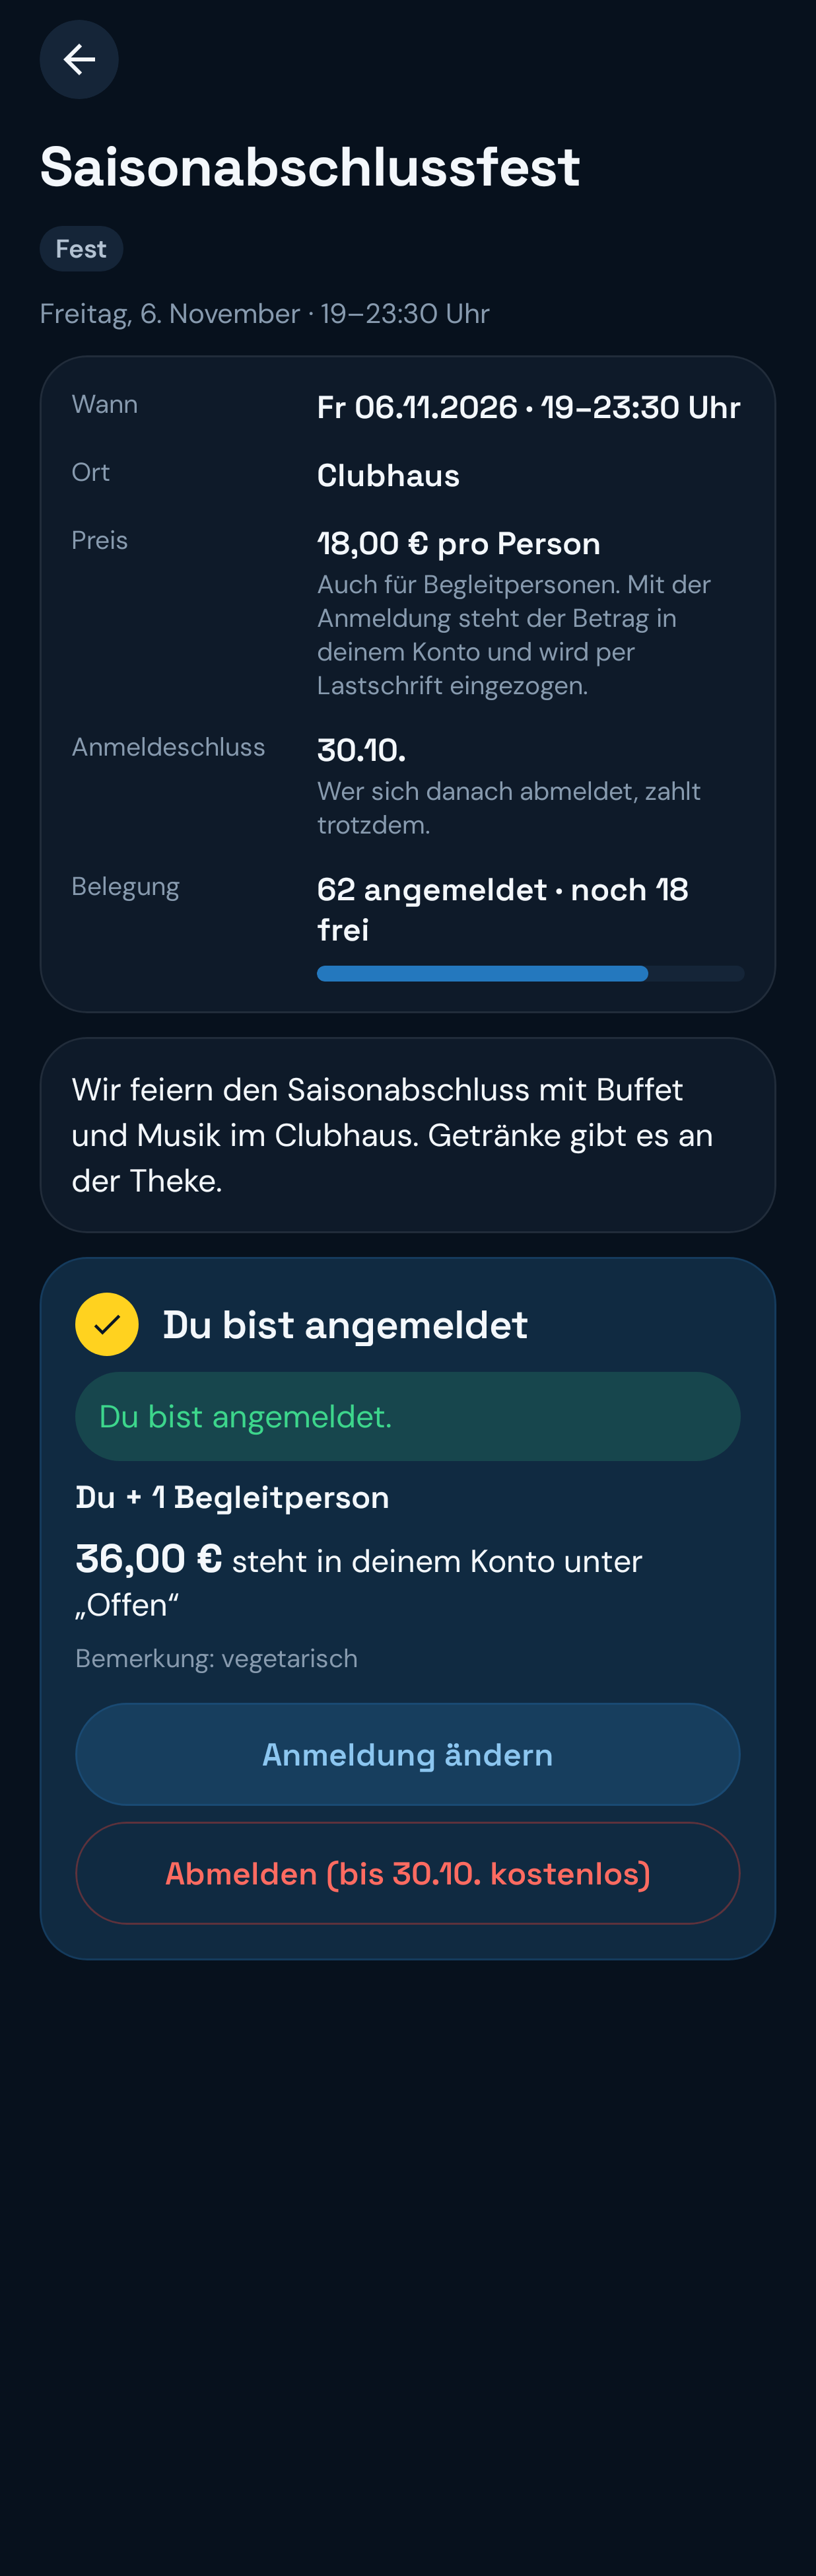 Saisonabschlussfest
Fest
Freitag, 6. November · 19–23:30 Uhr
Wann
Fr 06.11.2026 · 19–23:30 Uhr
Ort
Clubhaus
Preis
18,00 € pro Person
Auch für Begleitpersonen. Mit der
Anmeldung steht der Betrag in
deinem Konto und wird per
Lastschrift eingezogen.
Anmeldeschluss
30.10.
Wer sich danach abmeldet, zahlt
trotzdem.
Belegung
62 angemeldet · noch 18
frei
Wir feiern den Saisonabschluss mit Buffet
und Musik im Clubhaus. Getränke gibt es an
der Theke.
Du bist angemeldet
Du bist angemeldet.
Du + 1 Begleitperson
36,00 € steht in deinem Konto unter
„Offen“
Bemerkung: vegetarisch
Anmeldung ändern
Abmelden (bis 30.10. kostenlos)